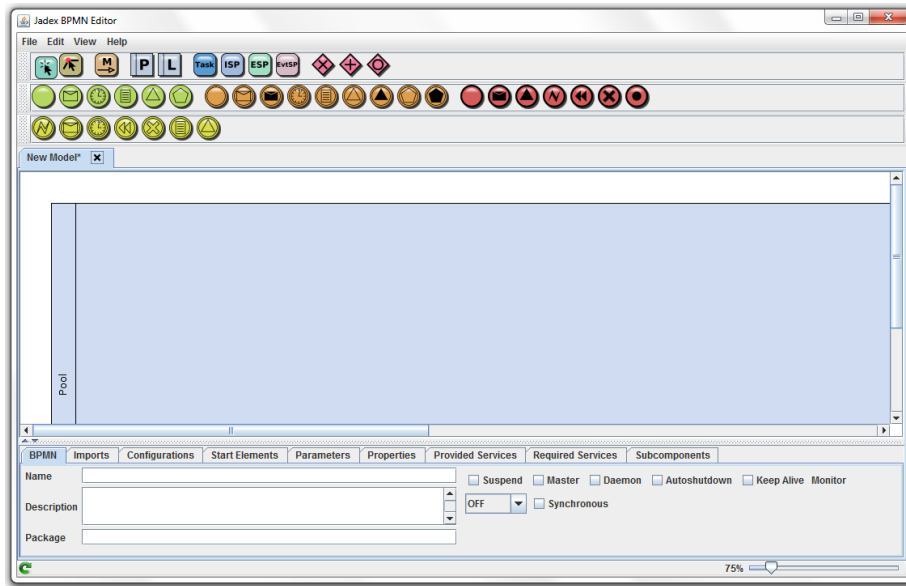 Jadex BPMN Editor
File Edit View Help
M P L Task ISP ESP EvtSP
New Model*
Pool
BPMN Imports Configurations Start Elements Parameters Properties Provided Services Required Services Subcomponents
Name Suspend Master Daemon Autoshutdown Keep Alive Monitor
Description OFF Synchronous
Package
75%